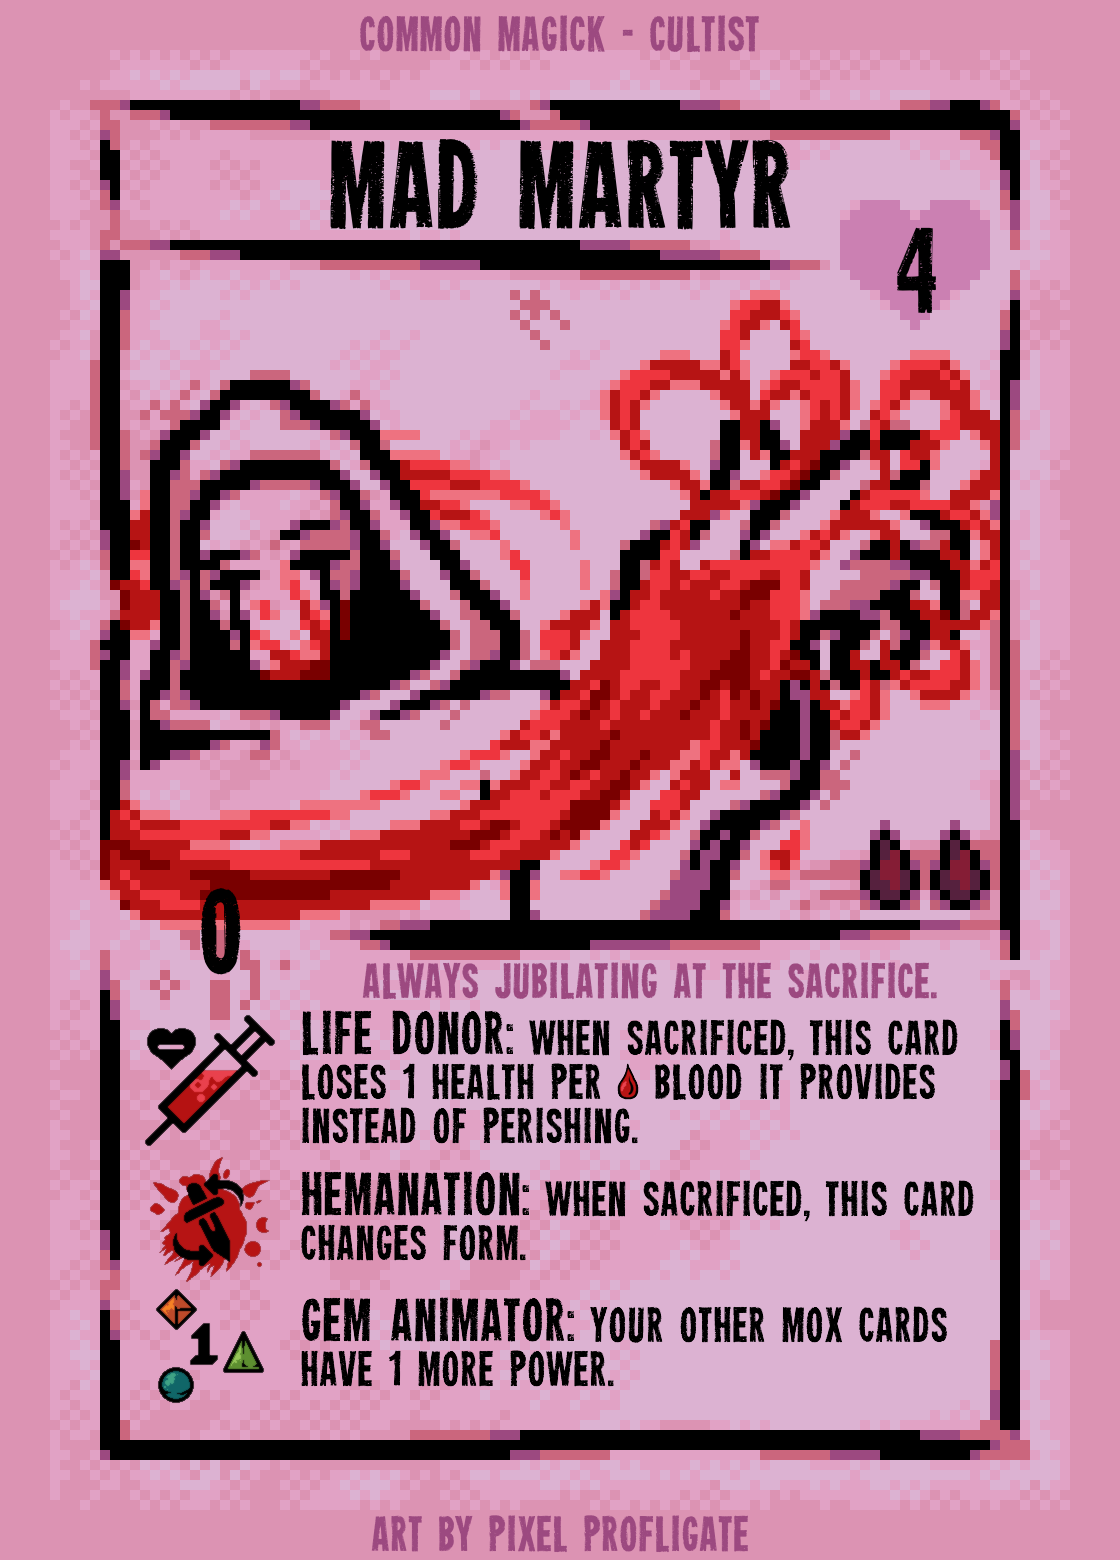 COMMON MAGICK - CULTIST
MAD MARTYR
4
0
ALWAYS JUBILATING AT THE SACRIFICE.
LIFE DONOR: WHEN SACRIFICED, THIS CARD
LOSES 1 HEALTH PER BLOOD IT PROVIDES
INSTEAD OF PERISHING.
HEMANATION: WHEN SACRIFICED, THIS CARD
CHANGES FORM.
1
GEM ANIMATOR: YOUR OTHER MOX CARDS
HAVE 1 MORE POWER.
ART BY PIXEL PROFLIGATE